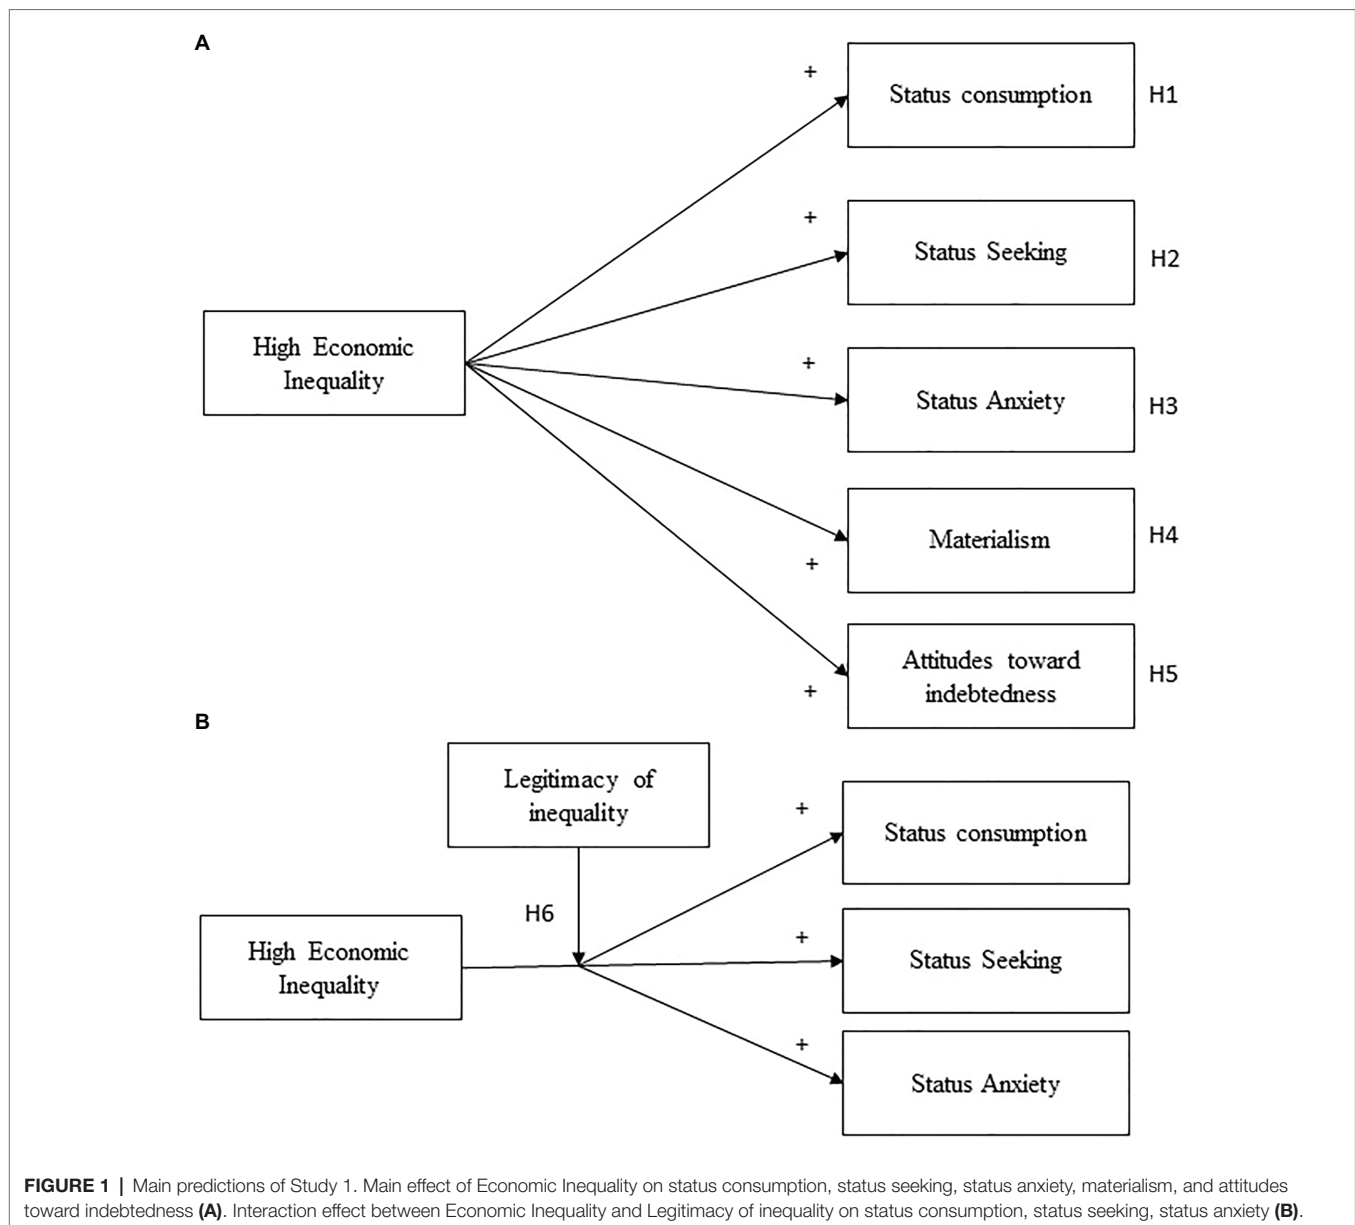 A
+
Status consumption
H1
+
Status Seeking
H2
High Economic
Inequality
+
Status Anxiety
H3
Materialism
H4
+
Attitudes toward
indebtedness
H5
+
B
Legitimacy of
inequality
H6
High Economic
Inequality
+
Status consumption
+
Status Seeking
+
Status Anxiety
FIGURE 1 | Main predictions of Study 1. Main effect of Economic Inequality on status consumption, status seeking, status anxiety, materialism, and attitudes
toward indebtedness (A). Interaction effect between Economic Inequality and Legitimacy of inequality on status consumption, status seeking, status anxiety (B).